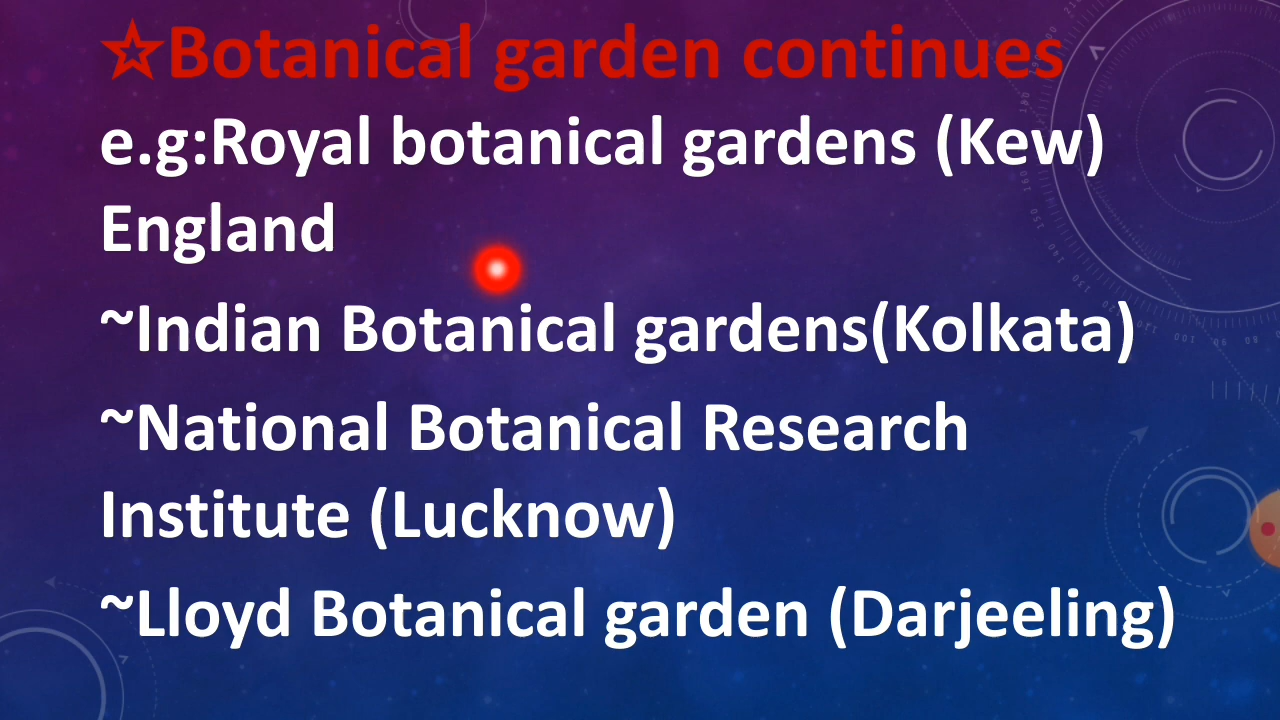 ☆Botanical garden continues
e.g:Royal botanical gardens (Kew)
England
~Indian Botanical gardens(Kolkata)
~National Botanical Research
Institute (Lucknow)
~Lloyd Botanical garden (Darjeeling)